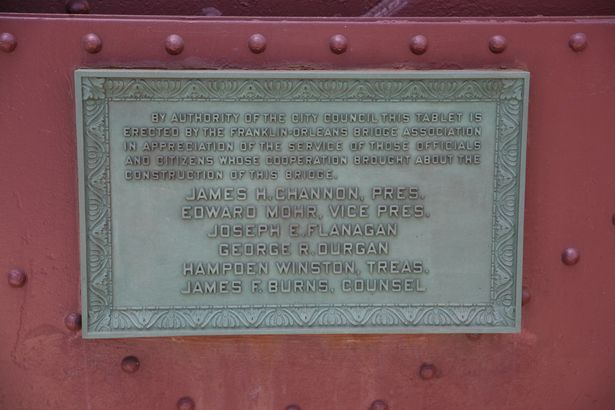 BY AUTHORITY OF THE CITY COUNCIL THIS TABLET IS
ERECTED BY THE FRANKLIN-ORLEANS BRIDGE ASSOCIATION
IN APPRECIATION OF THE SERVICE OF THOSE OFFICIALS
AND CITIZENS WHOSE COOPERATION BROUGHT ABOUT THE
CONSTRUCTION OF THIS BRIDGE.
JAMES H. CHANNON, PRES.
EDWARD MOHR, VICE PRES.
JOSEPH E. FLANAGAN
GEORGE R. DURGAN
HAMPDEN WINSTON, TREAS.
JAMES F. BURNS, COUNSEL.